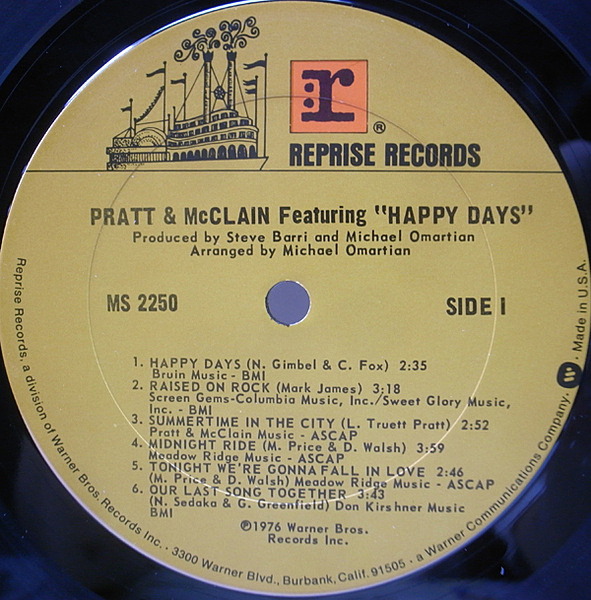 r
®
REPRISE RECORDS
PRATT & McCLAIN Featuring "HAPPY DAYS"
Produced by Steve Barri and Michael Omartian
Arranged by Michael Omartian
MS 2250
SIDE 1
1. HAPPY DAYS (N. Gimbel & C. Fox) 2:35
Bruin Music - BMI
2. RAISED ON ROCK (Mark James) 3:18
Screen Gems-Columbia Music, Inc./Sweet Glory Music,
Inc. - BMI
3. SUMMERTIME IN THE CITY (L. Truett Pratt) 2:52
Pratt & McClain Music - ASCAP
4. MIDNIGHT RIDE (M. Price & D. Walsh) 3:59
Meadow Ridge Music - ASCAP
5. TONIGHT WE'RE GONNA FALL IN LOVE 2:46
(M. Price & D. Walsh) Meadow Ridge Music - ASCAP
6. OUR LAST SONG TOGETHER 3:43
(N. Sedaka & G. Greenfield) Don Kirshner Music
BMI
℗1976 Warner Bros.
Records Inc.
Reprise Records, a division of Warner Bros. Records Inc. · 3300 Warner Blvd., Burbank, Calif. 91505 · a Warner Communications Company. · Made in U.S.A.